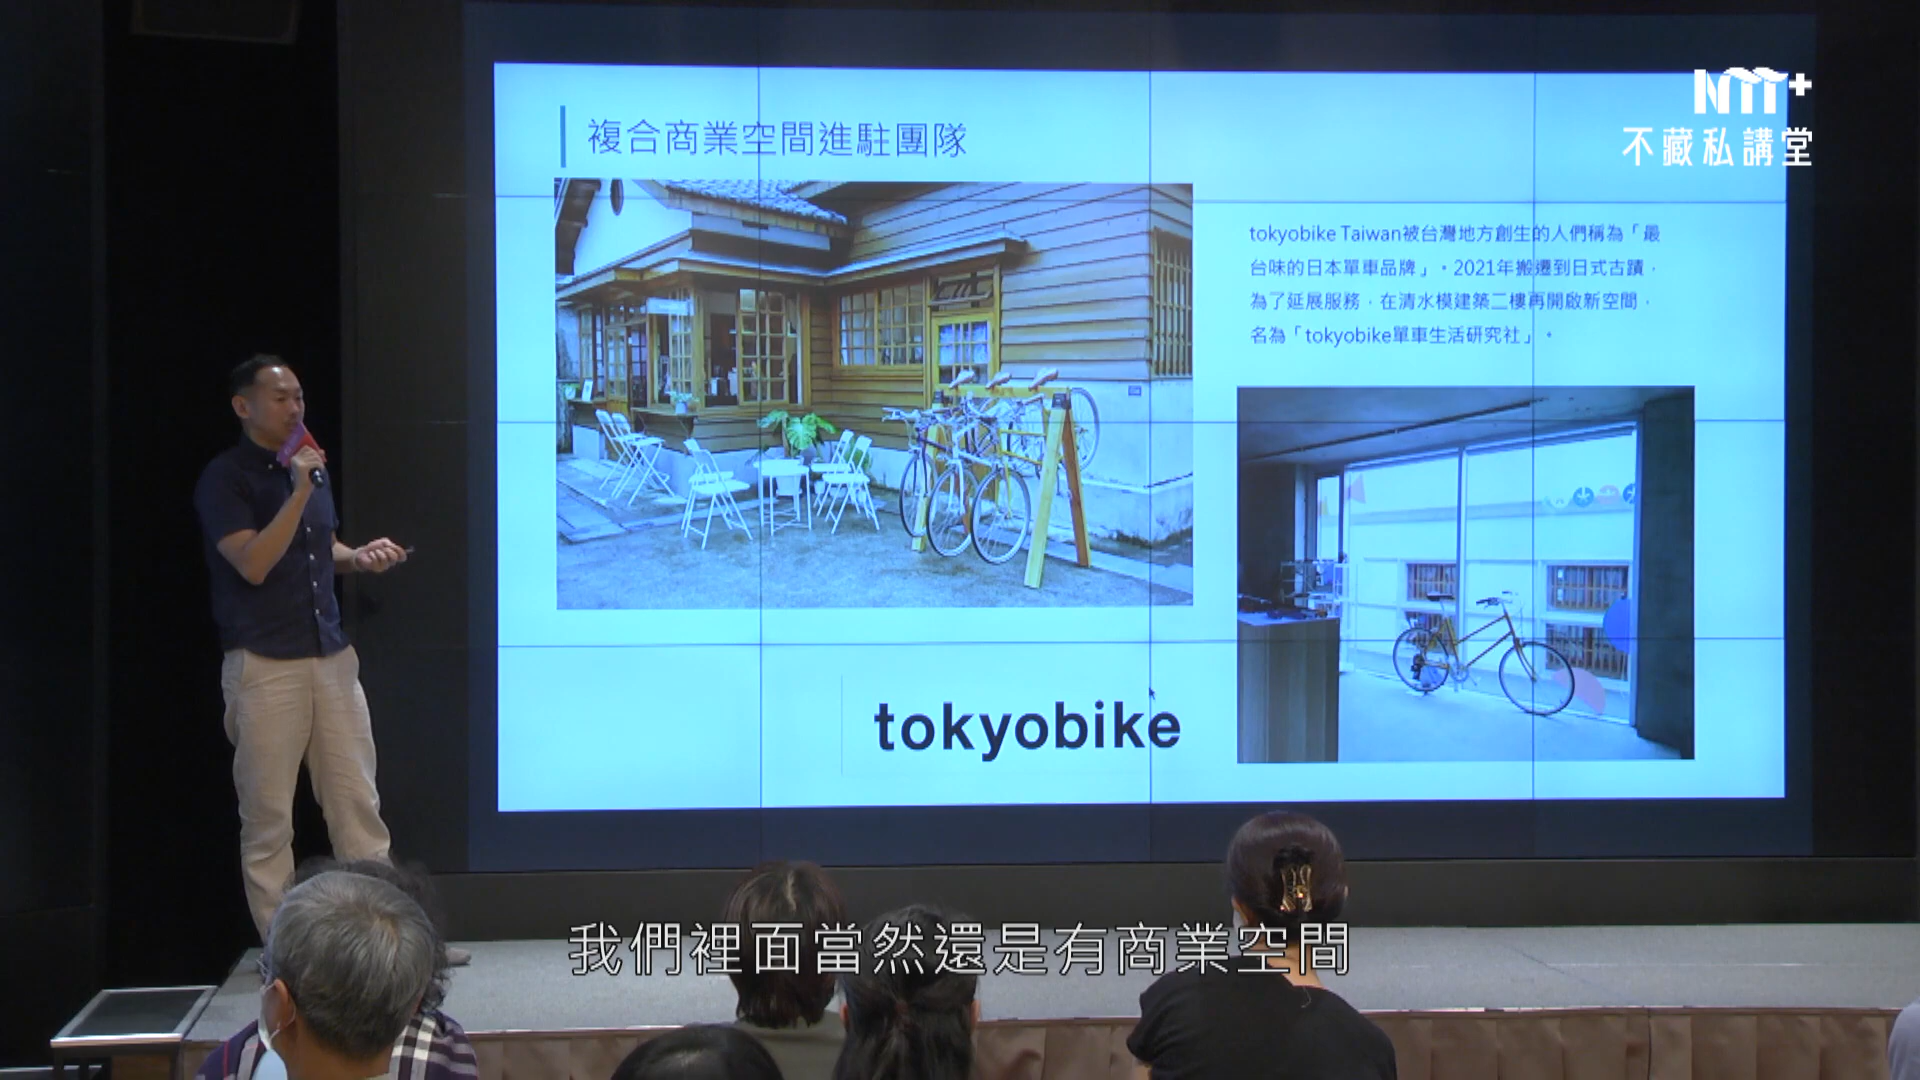 NTT+
不藏私講堂
複合商業空間進駐團隊
tokyobike Taiwan被台灣地方創生的人們稱為「最
台味的日本單車品牌」。2021年搬遷到日式古蹟，
為了延展服務，在清水模建築二樓再開啟新空間，
名為「tokyobike單車生活研究社」。
tokyobike
我們裡面當然還是有商業空間